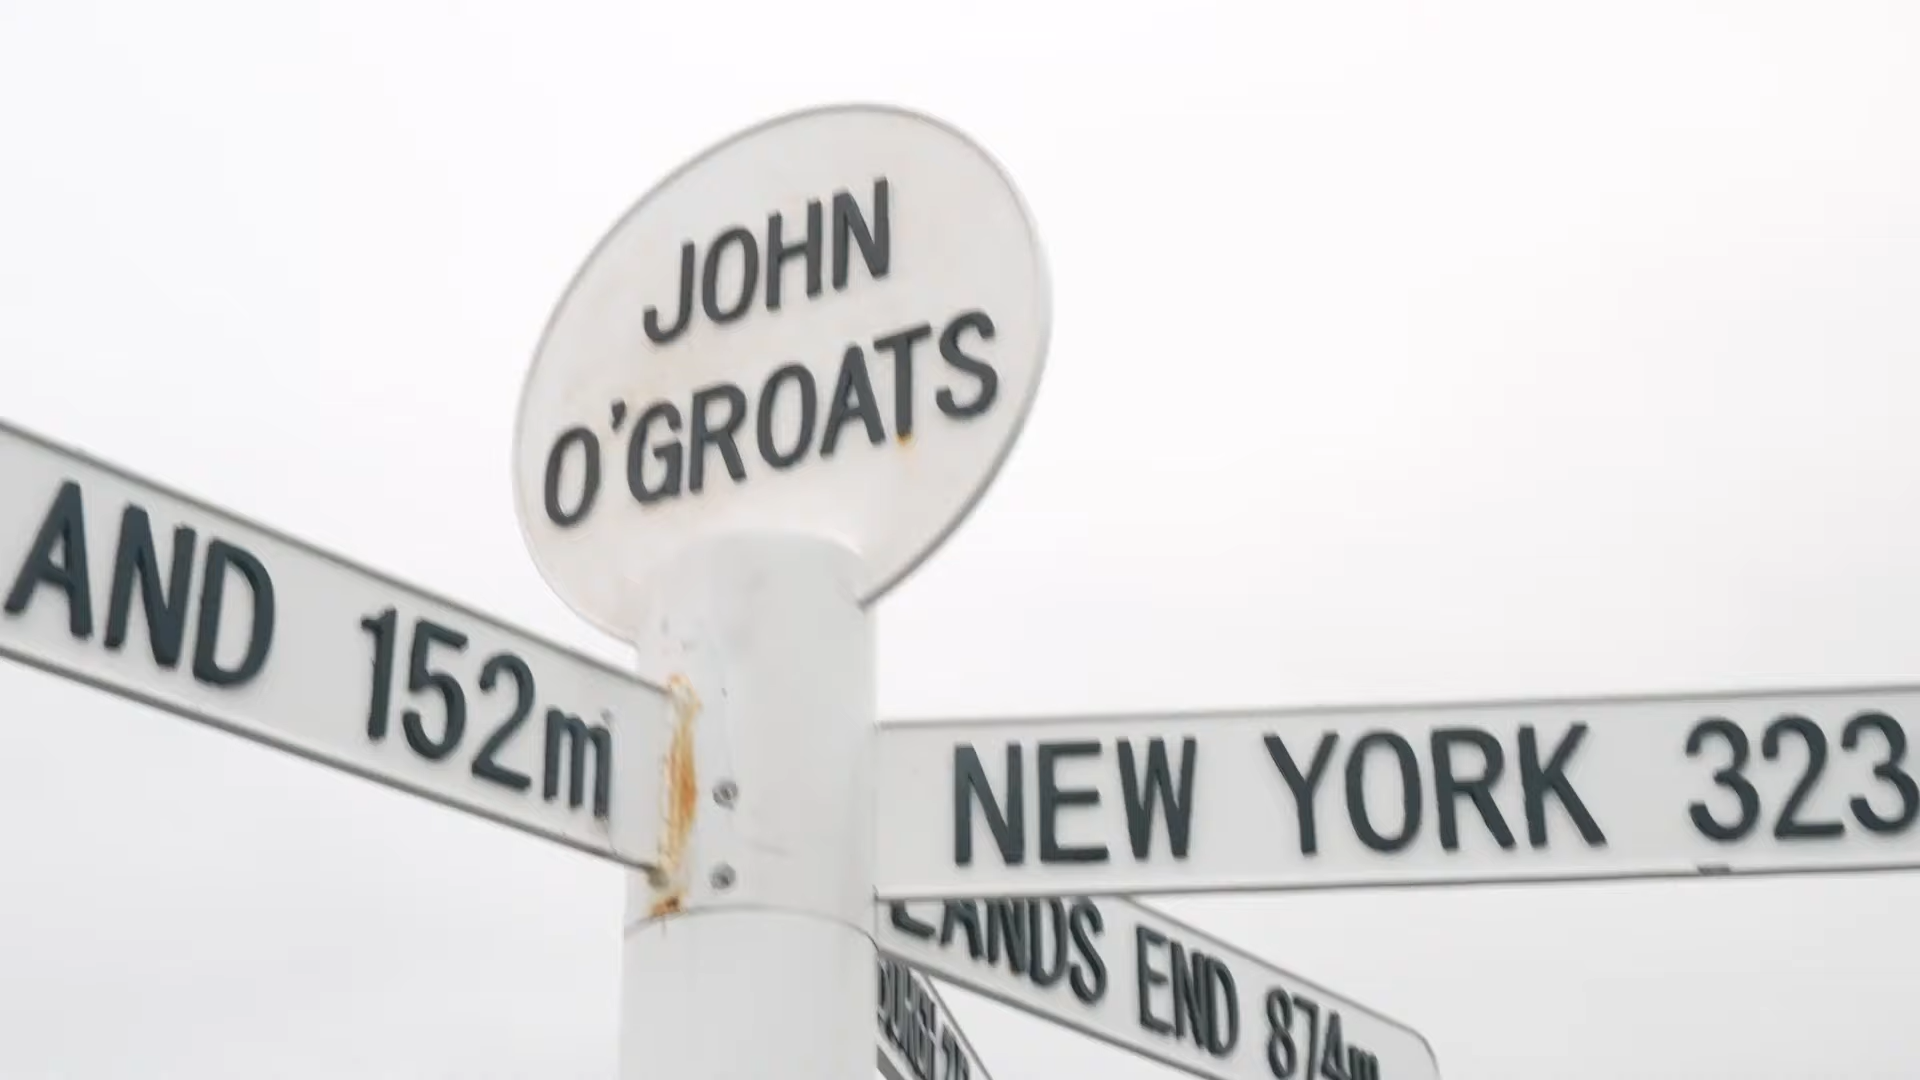 JOHN
O'GROATS
AND 152m
NEW YORK 323
LANDS END 874m